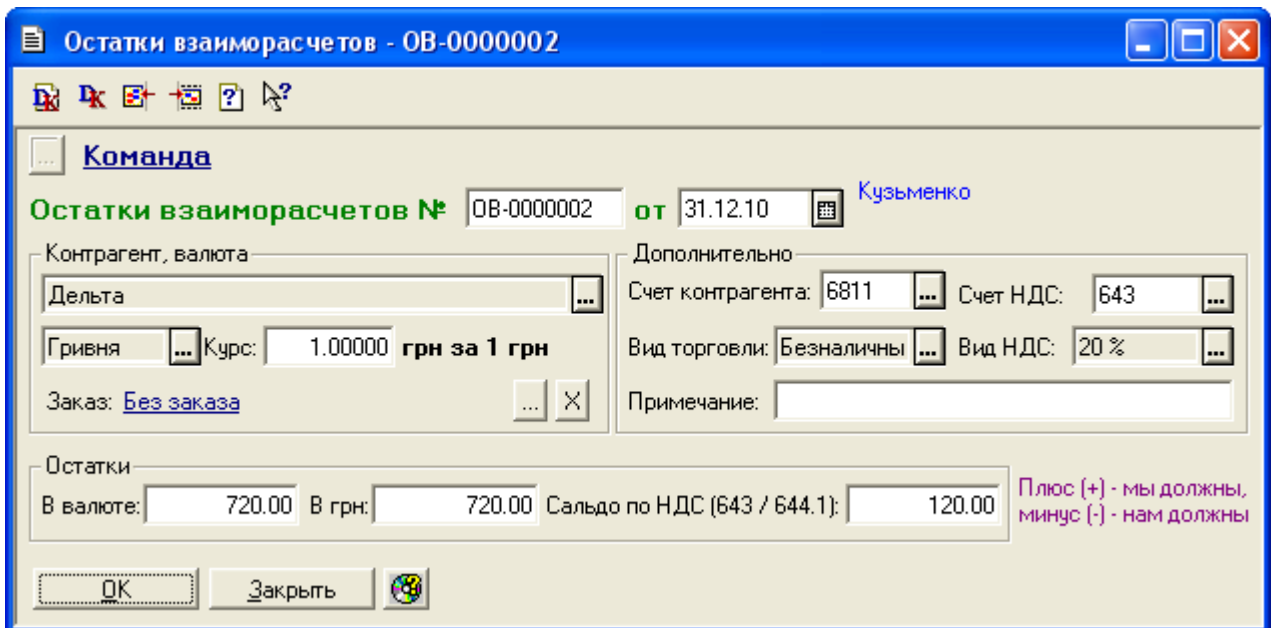 Остатки взаиморасчетов - ОВ-0000002
... Команда
Остатки взаиморасчетов № ОВ-0000002 от 31.12.10 Кузьменко
Контрагент, валюта
Дельта ...
Гривня ... Курс: 1.00000 грн за 1 грн
Заказ: Без заказа ... X
Дополнительно
Счет контрагента: 6811 ... Счет НДС: 643 ...
Вид торговли: Безналичны ... Вид НДС: 20 % ...
Примечание:
Остатки
В валюте: 720.00 В грн: 720.00 Сальдо по НДС (643 / 644.1): 120.00
Плюс (+) - мы должны,
минус (-) - нам должны
OK Закрыть